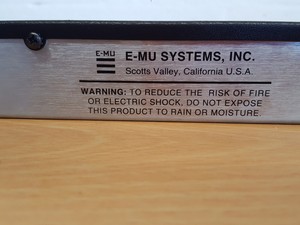 E-MU
E-MU SYSTEMS, INC.
Scotts Valley, California U.S.A.
WARNING: TO REDUCE THE RISK OF FIRE
OR ELECTRIC SHOCK, DO NOT EXPOSE
THIS PRODUCT TO RAIN OR MOISTURE